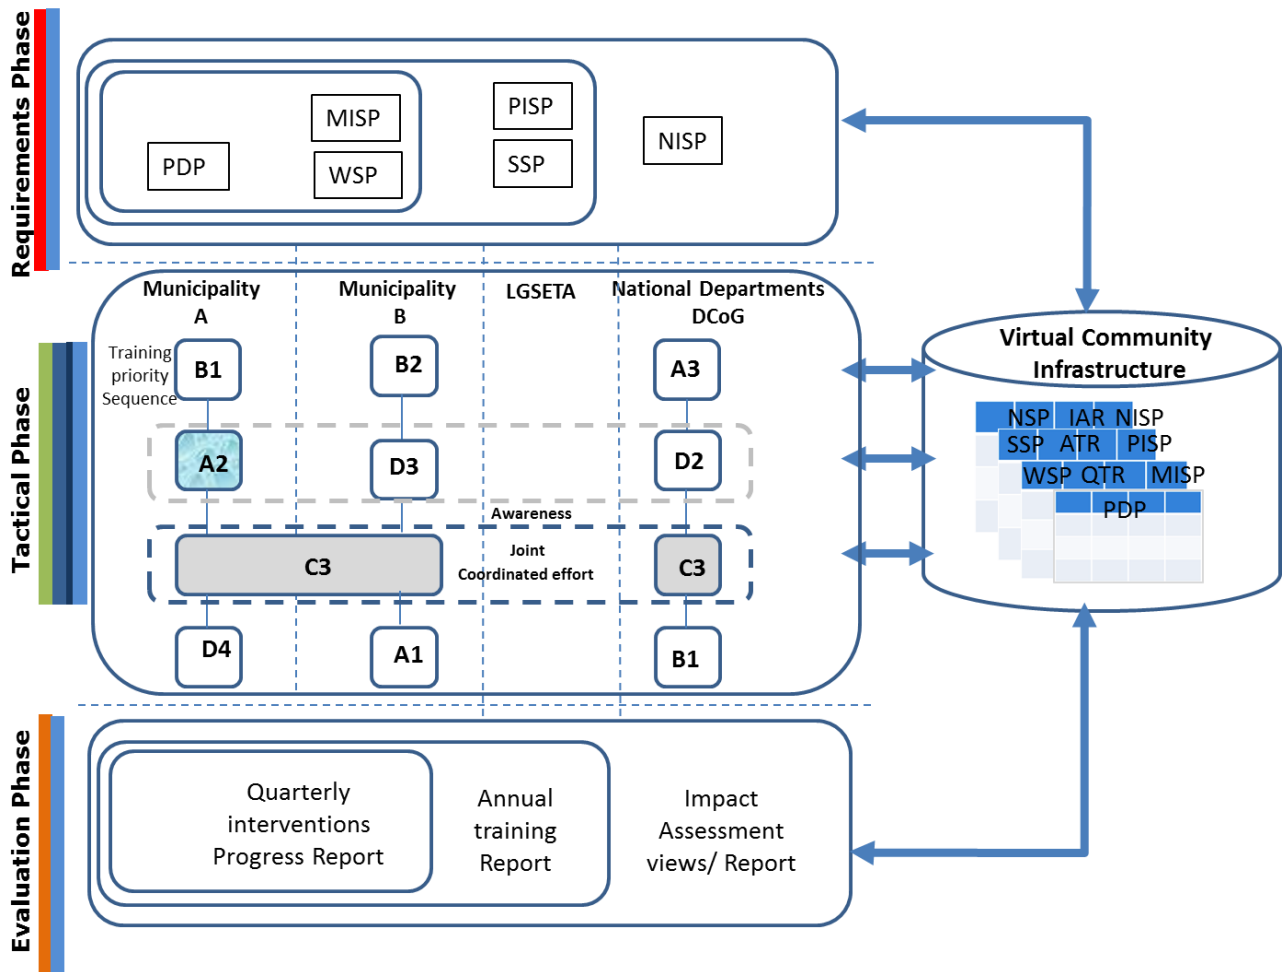 Requirements Phase
PDP
MISP
WSP
PISP
SSP
NISP
Tactical Phase
Municipality
A
Municipality
B
LGSETA
National Departments
DCoG
Training
priority
Sequence
B1
B2
A3
A2
D3
D2
Awareness
C3
Joint
Coordinated effort
C3
D4
A1
B1
Virtual Community
Infrastructure
NSP IAR NISP
SSP ATR PISP
WSP QTR MISP
PDP
Evaluation Phase
Quarterly
interventions
Progress Report
Annual
training
Report
Impact
Assessment
views/ Report